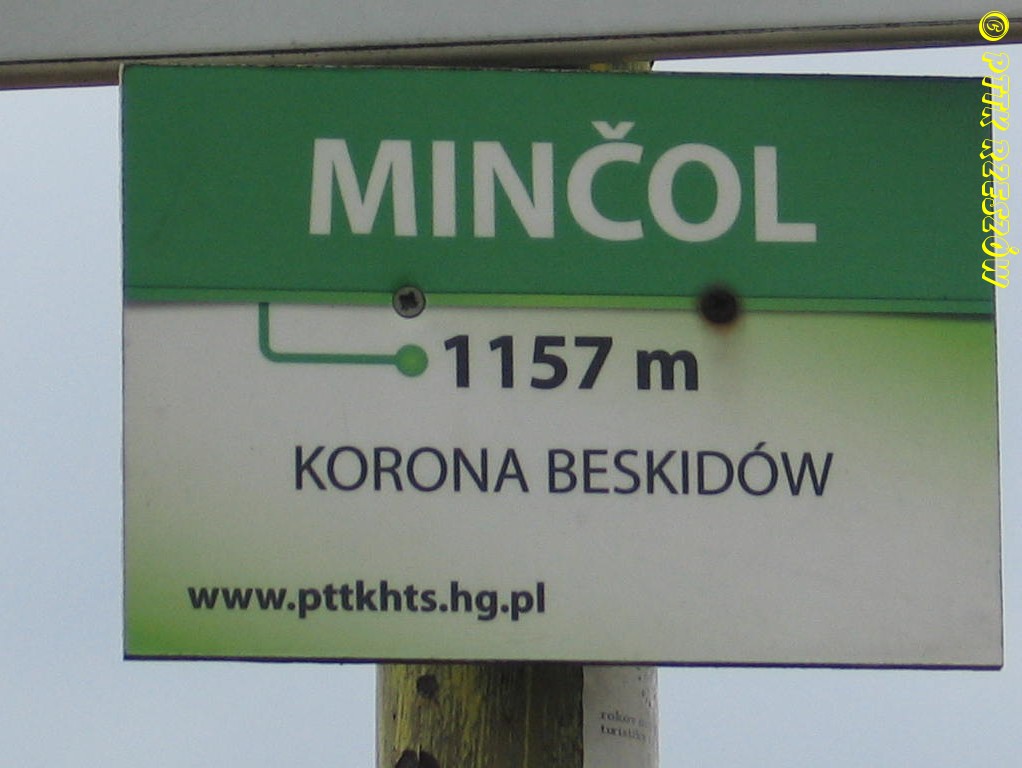 MINČOL
1157 m
KORONA BESKIDÓW
www.pttkhts.hg.pl
© PTTK RZESZÓW